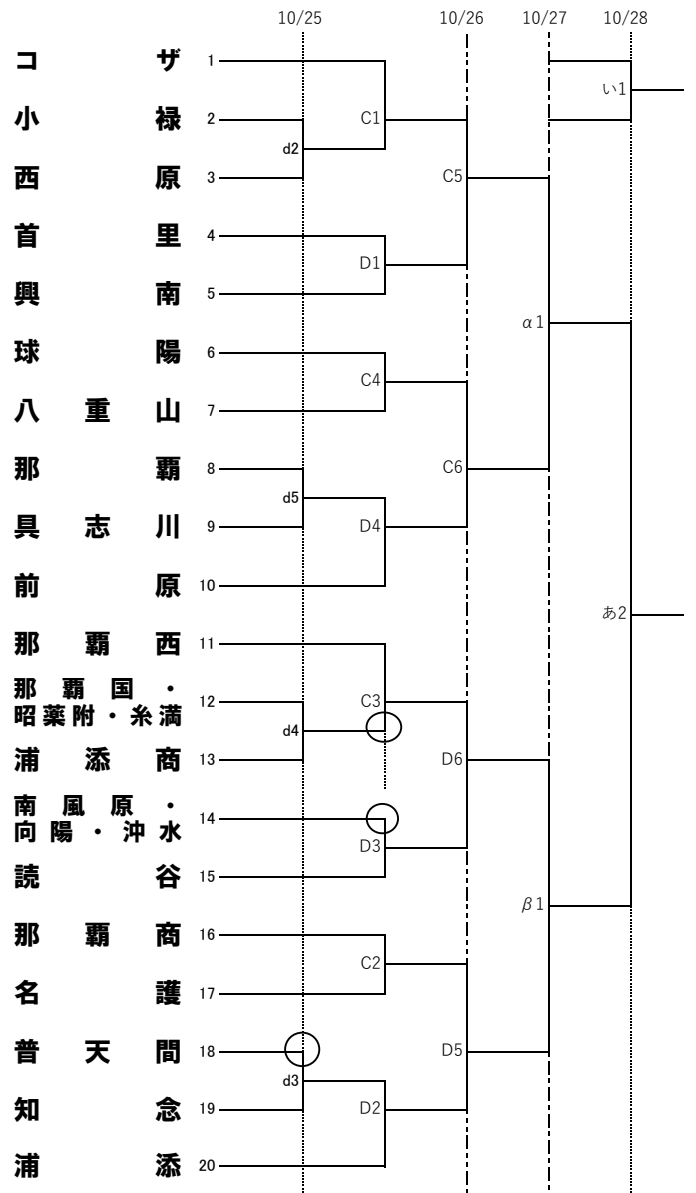 10/25 10/26 10/27 10/28
コザ 1
い1
小禄 2
C1
d2
西原 3
C5
首里 4
D1
興南 5
α1
球陽 6
C4
八重山 7
那覇 8
C6
d5
具志川 9
D4
前原 10
あ2
那覇西 11
那覇国・
昭薬附・糸満 12
C3
d4
浦添商 13
D6
南風原・
向陽・沖水 14
D3
読谷 15
β1
那覇商 16
C2
名護 17
普天間 18
D5
d3
知念 19
D2
浦添 20